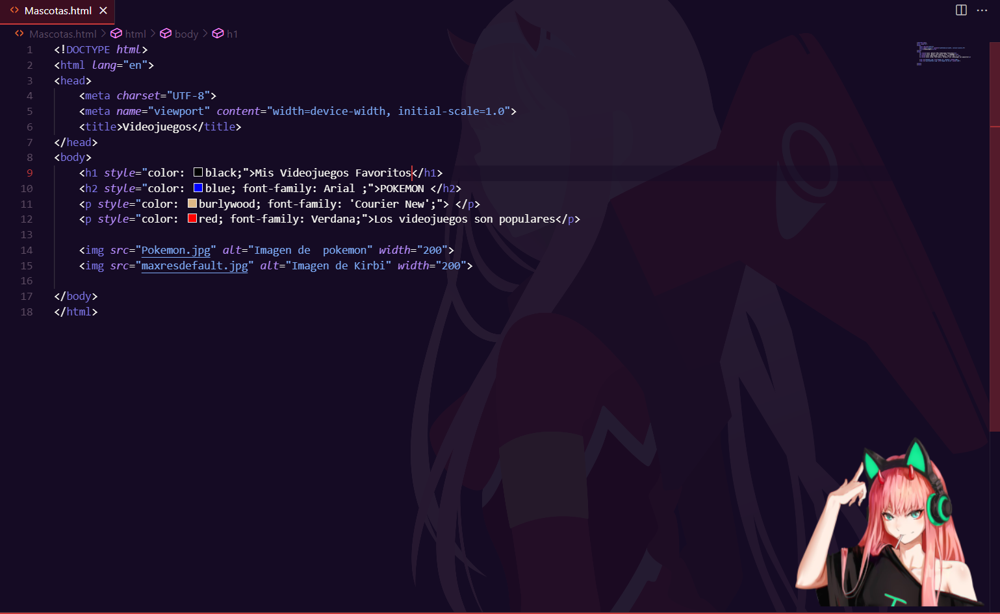 Mascotas.html
Mascotas.html > html > body > h1
1 <!DOCTYPE html>
2 <html lang="en">
3 <head>
4 <meta charset="UTF-8">
5 <meta name="viewport" content="width=device-width, initial-scale=1.0">
6 <title>Videojuegos</title>
7 </head>
8 <body>
9 <h1 style="color: black;">Mis Videojuegos Favoritos</h1>
10 <h2 style="color: blue; font-family: Arial ;">POKEMON </h2>
11 <p style="color: burlywood; font-family: 'Courier New';"> </p>
12 <p style="color: red; font-family: Verdana;">Los videojuegos son populares</p>
13
14 <img src="Pokemon.jpg" alt="Imagen de  pokemon" width="200">
15 <img src="maxresdefault.jpg" alt="Imagen de Kirbi" width="200">
16
17 </body>
18 </html>